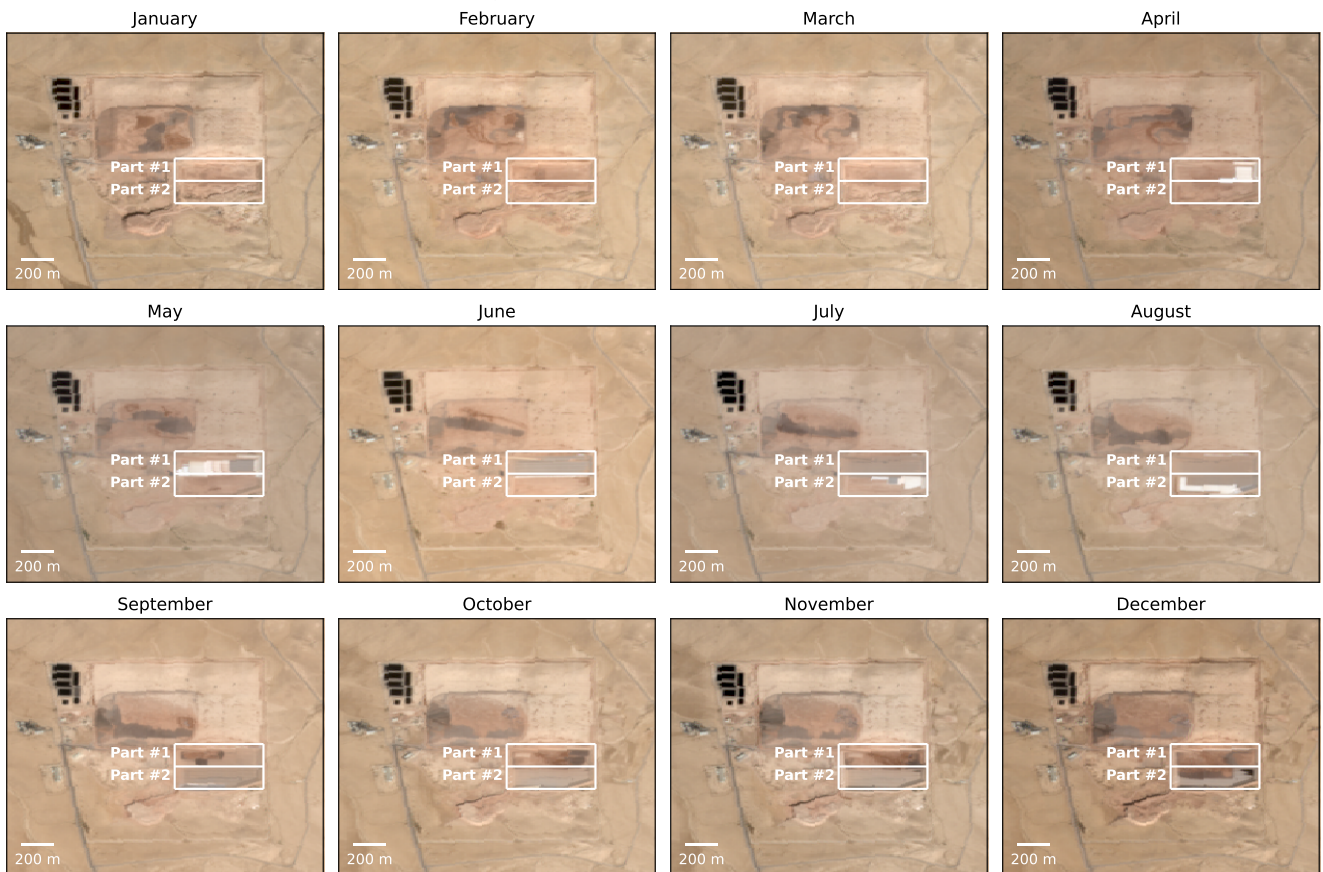 January
February
March
April
Part #1
Part #2
200 m
Part #1
Part #2
200 m
Part #1
Part #2
200 m
Part #1
Part #2
200 m
May
June
July
August
Part #1
Part #2
200 m
Part #1
Part #2
200 m
Part #1
Part #2
200 m
Part #1
Part #2
200 m
September
October
November
December
Part #1
Part #2
200 m
Part #1
Part #2
200 m
Part #1
Part #2
200 m
Part #1
Part #2
200 m